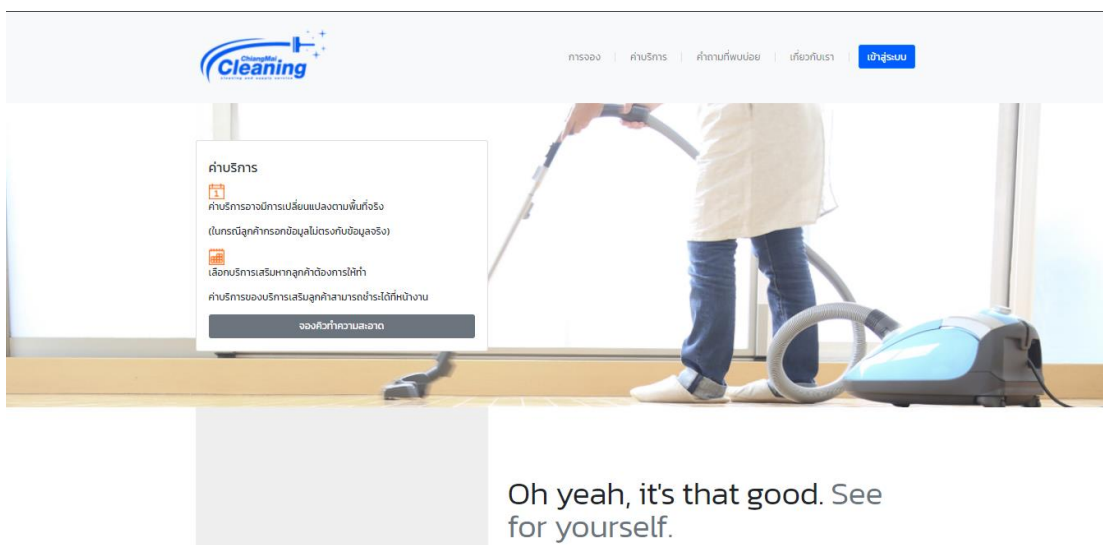 ChiangMai
Cleaning
cleaning and supply service
การจอง
ค่าบริการ
คำถามที่พบบ่อย
เกี่ยวกับเรา
เข้าสู่ระบบ
ค่าบริการ
1
ค่าบริการอาจมีการเปลี่ยนแปลงตามพื้นที่จริง
(ในกรณีลูกค้ากรอกข้อมูลไม่ตรงกับข้อมูลจริง)
เลือกบริการเสริมหากลูกค้าต้องการให้ทำ
ค่าบริการของบริการเสริมลูกค้าสามารถชำระได้ที่หน้างาน
จองคิวทำความสะอาด
Oh yeah, it's that good. See
for yourself.